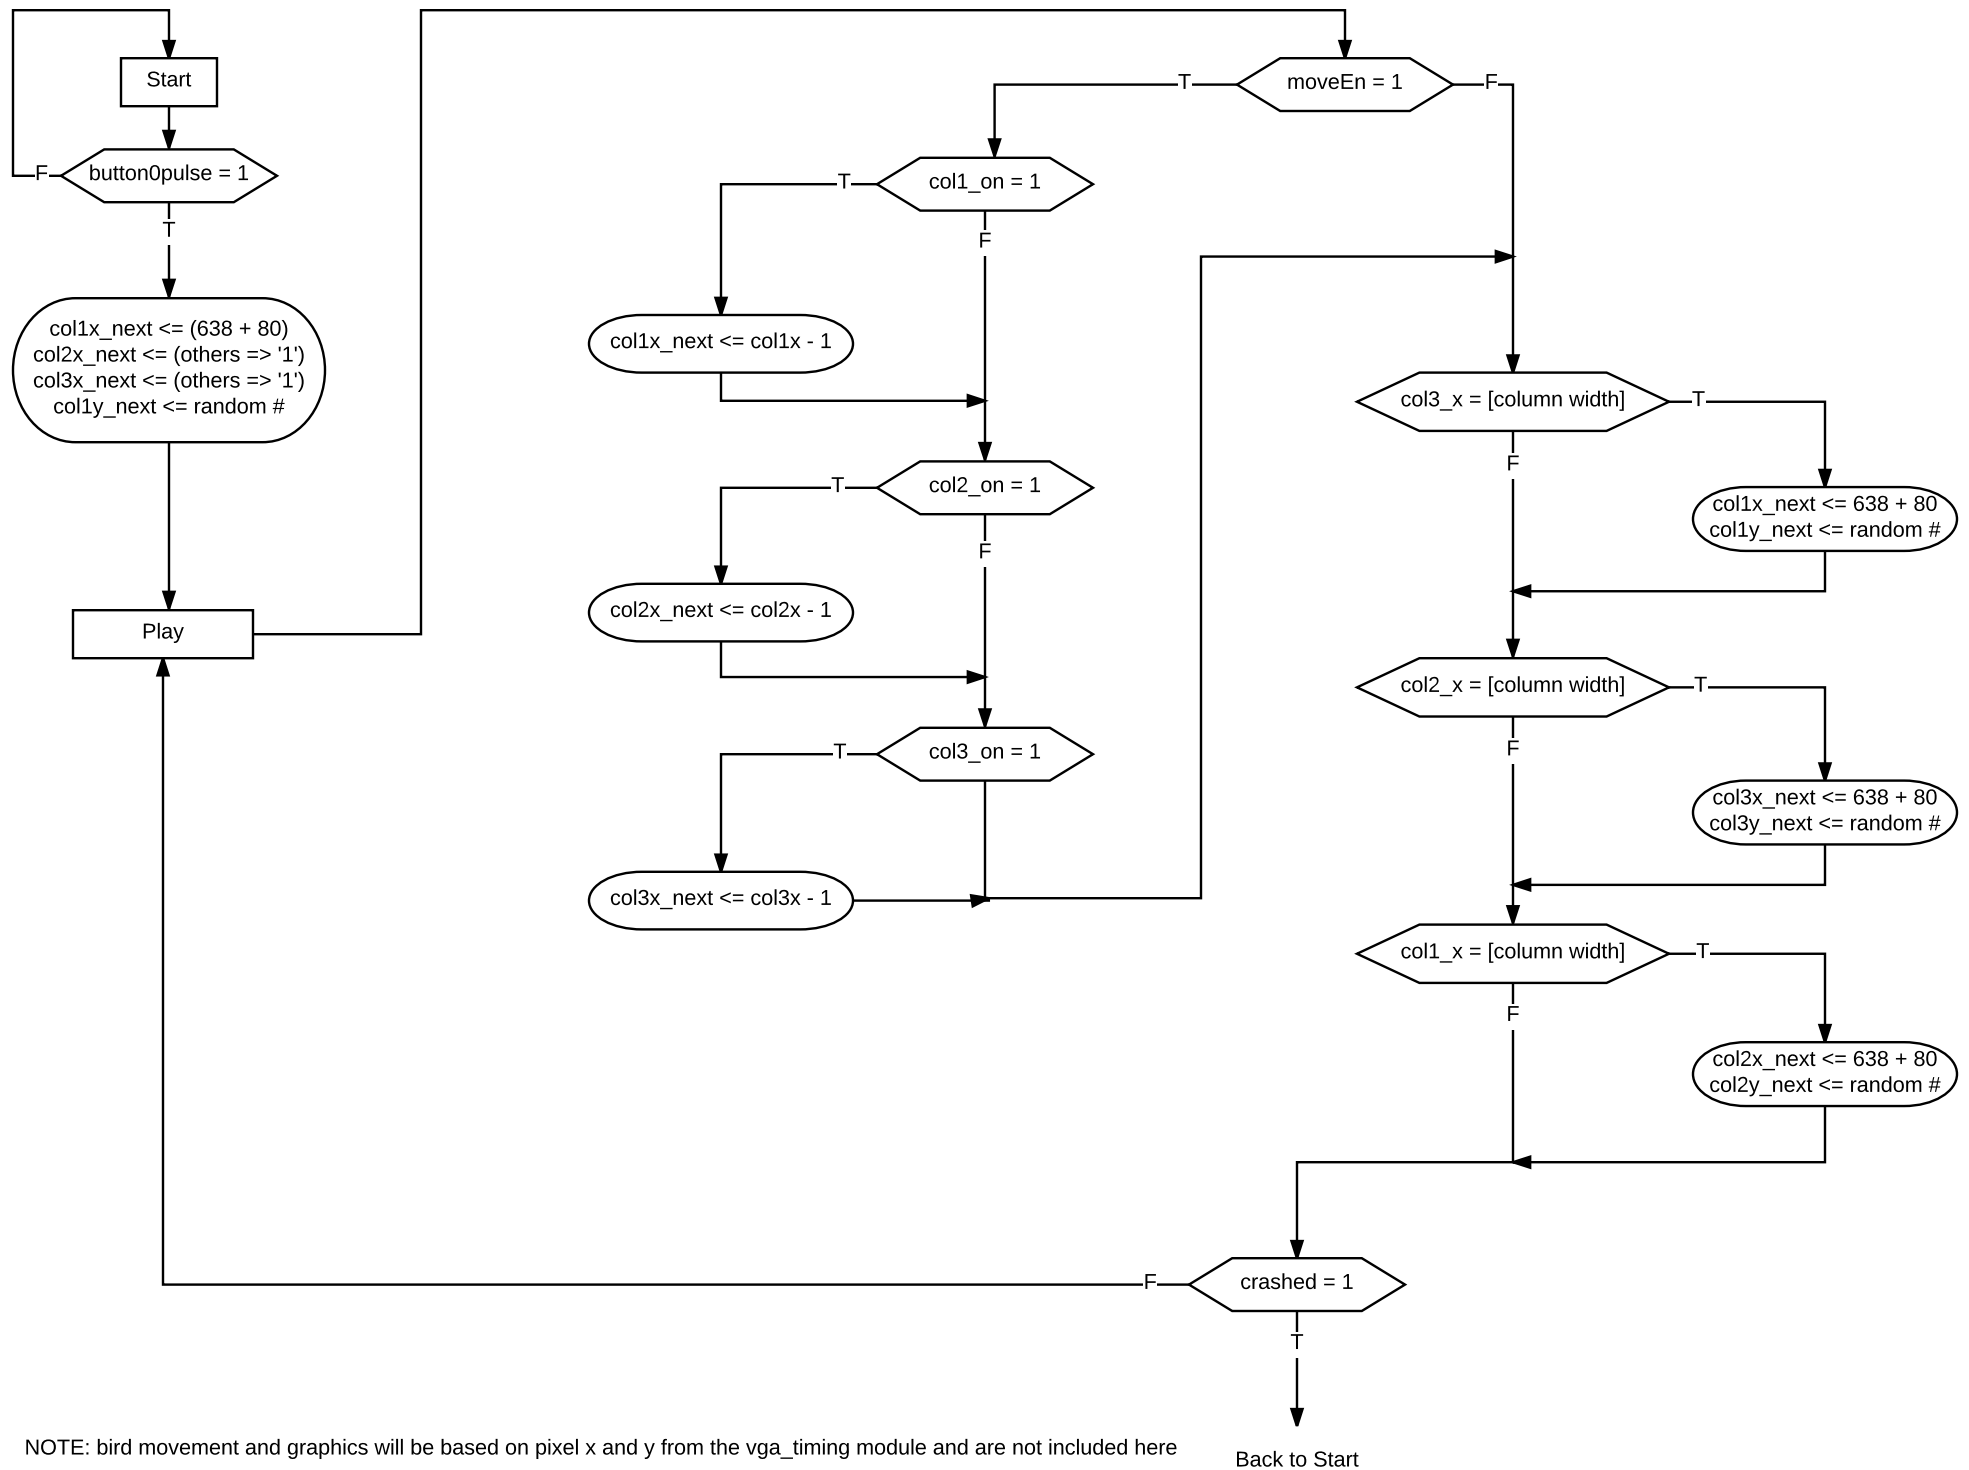 Start
button0pulse = 1
F
T
col1x_next <= (638 + 80)
col2x_next <= (others => '1')
col3x_next <= (others => '1')
col1y_next <= random #
Play
moveEn = 1
T
F
col1_on = 1
T
F
col1x_next <= col1x - 1
col2_on = 1
T
F
col2x_next <= col2x - 1
col3_on = 1
T
col3x_next <= col3x - 1
col3_x = [column width]
T
F
col1x_next <= 638 + 80
col1y_next <= random #
col2_x = [column width]
T
F
col3x_next <= 638 + 80
col3y_next <= random #
col1_x = [column width]
T
F
col2x_next <= 638 + 80
col2y_next <= random #
crashed = 1
F
T
Back to Start
NOTE: bird movement and graphics will be based on pixel x and y from the vga_timing module and are not included here